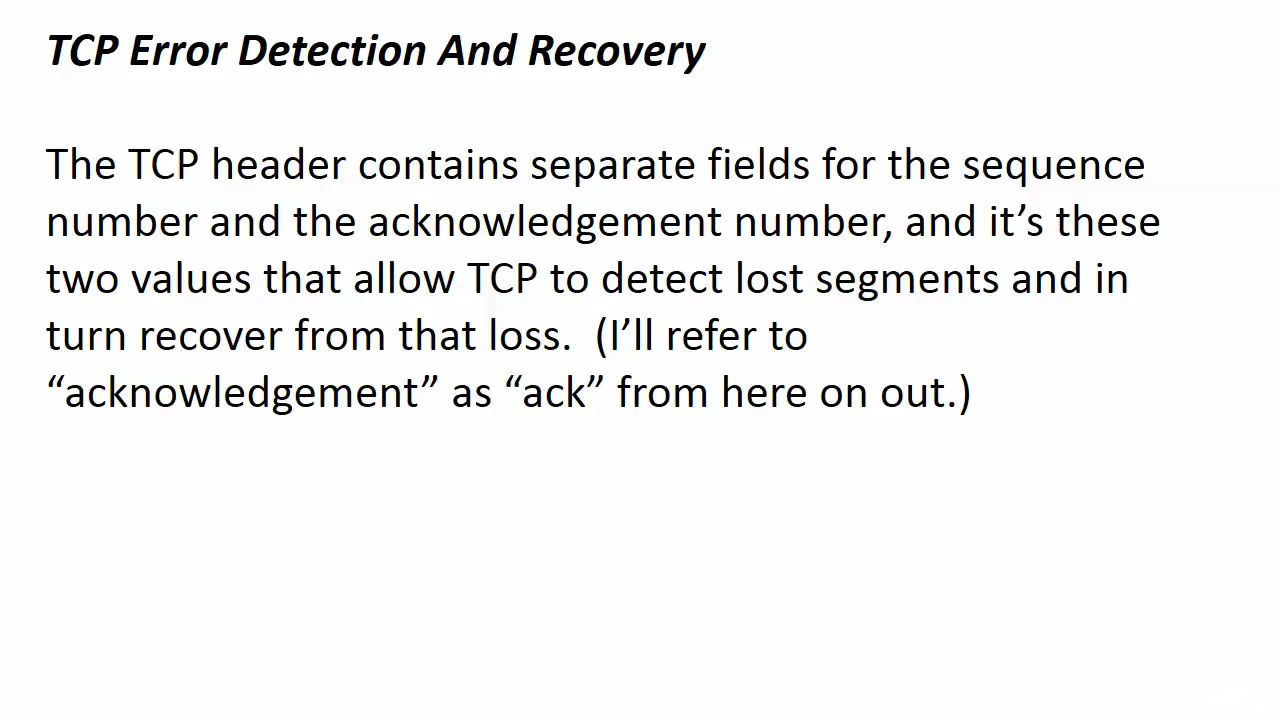 TCP Error Detection And Recovery
The TCP header contains separate fields for the sequence
number and the acknowledgement number, and it’s these
two values that allow TCP to detect lost segments and in
turn recover from that loss.  (I’ll refer to
“acknowledgement” as “ack” from here on out.)